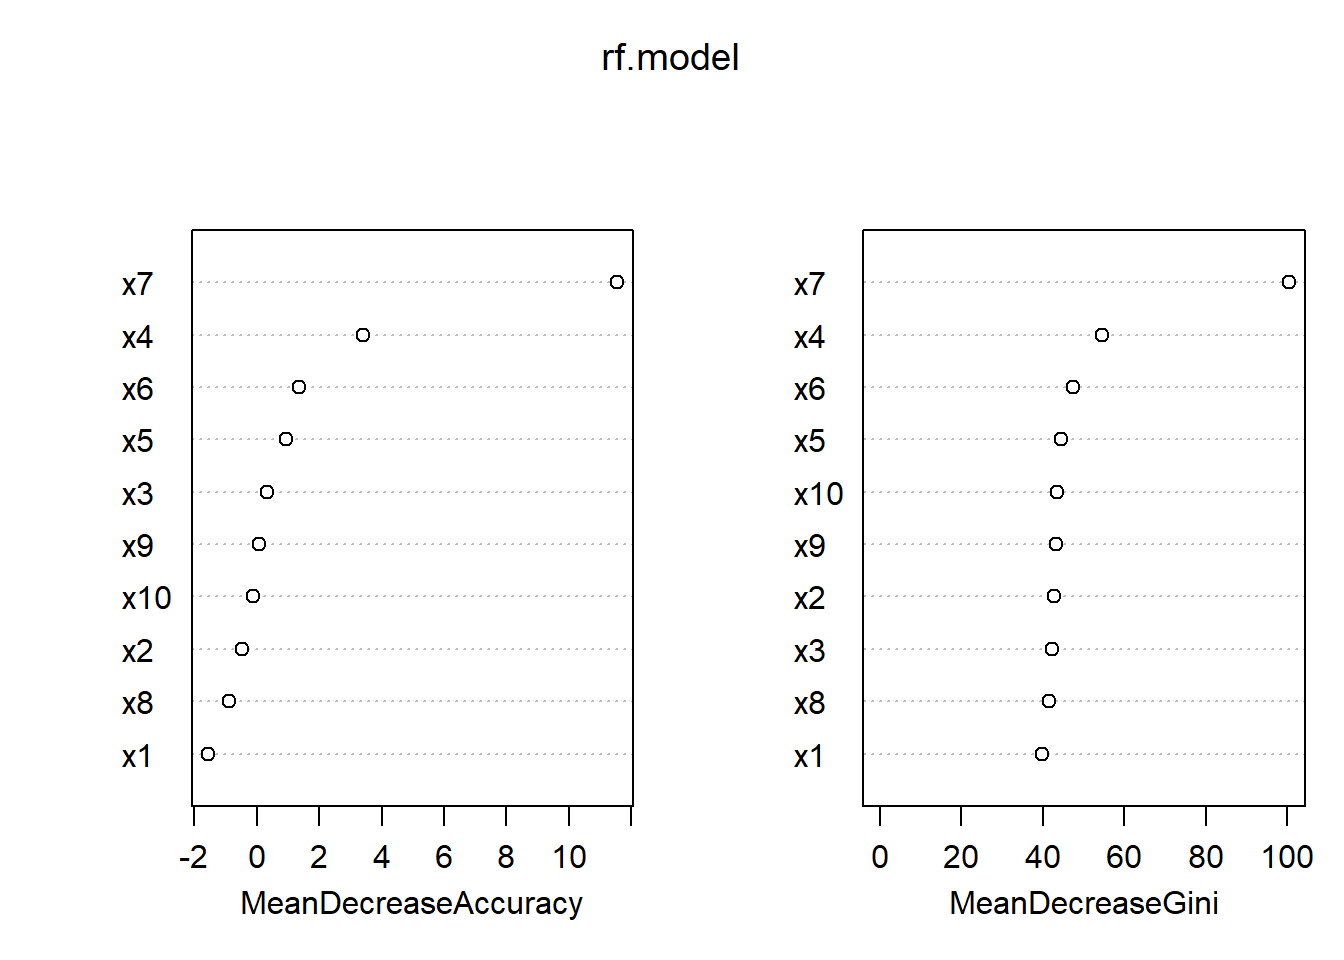 rf.model
x7
x4
x6
x5
x3
x9
x10
x2
x8
x1
-2 0 2 4 6 8 10
MeanDecreaseAccuracy
x7
x4
x6
x5
x10
x9
x2
x3
x8
x1
0 20 40 60 80 100
MeanDecreaseGini